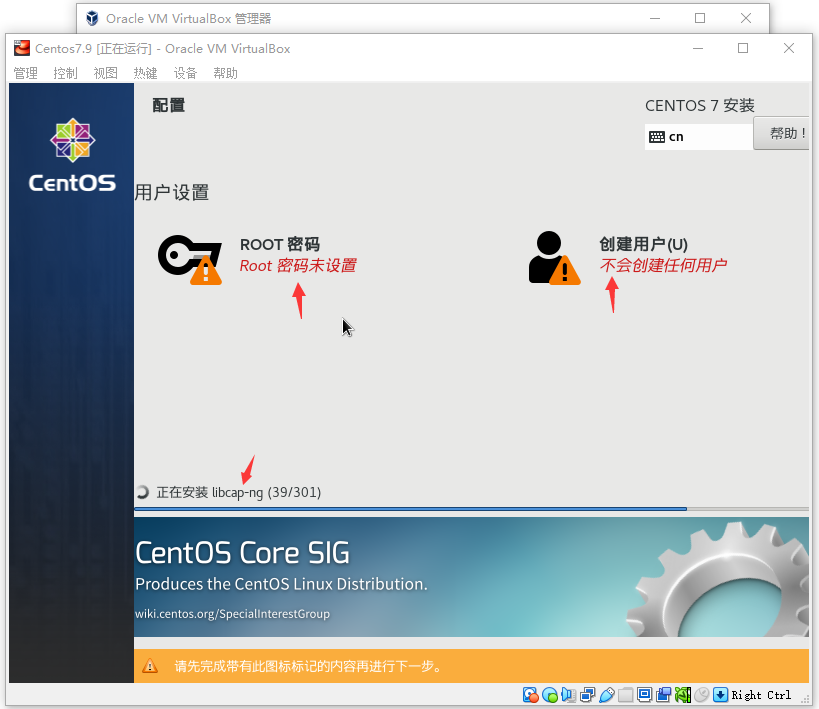 Oracle VM VirtualBox 管理器
Centos7.9 [正在运行] - Oracle VM VirtualBox
管理 控制 视图 热键 设备 帮助
配置
CENTOS 7 安装
cn
帮助！
CentOS
用户设置
ROOT 密码
Root 密码未设置
创建用户(U)
不会创建任何用户
正在安装 libcap-ng (39/301)
CentOS Core SIG
Produces the CentOS Linux Distribution.
wiki.centos.org/SpecialInterestGroup
请先完成带有此图标标记的内容再进行下一步。
Right Ctrl